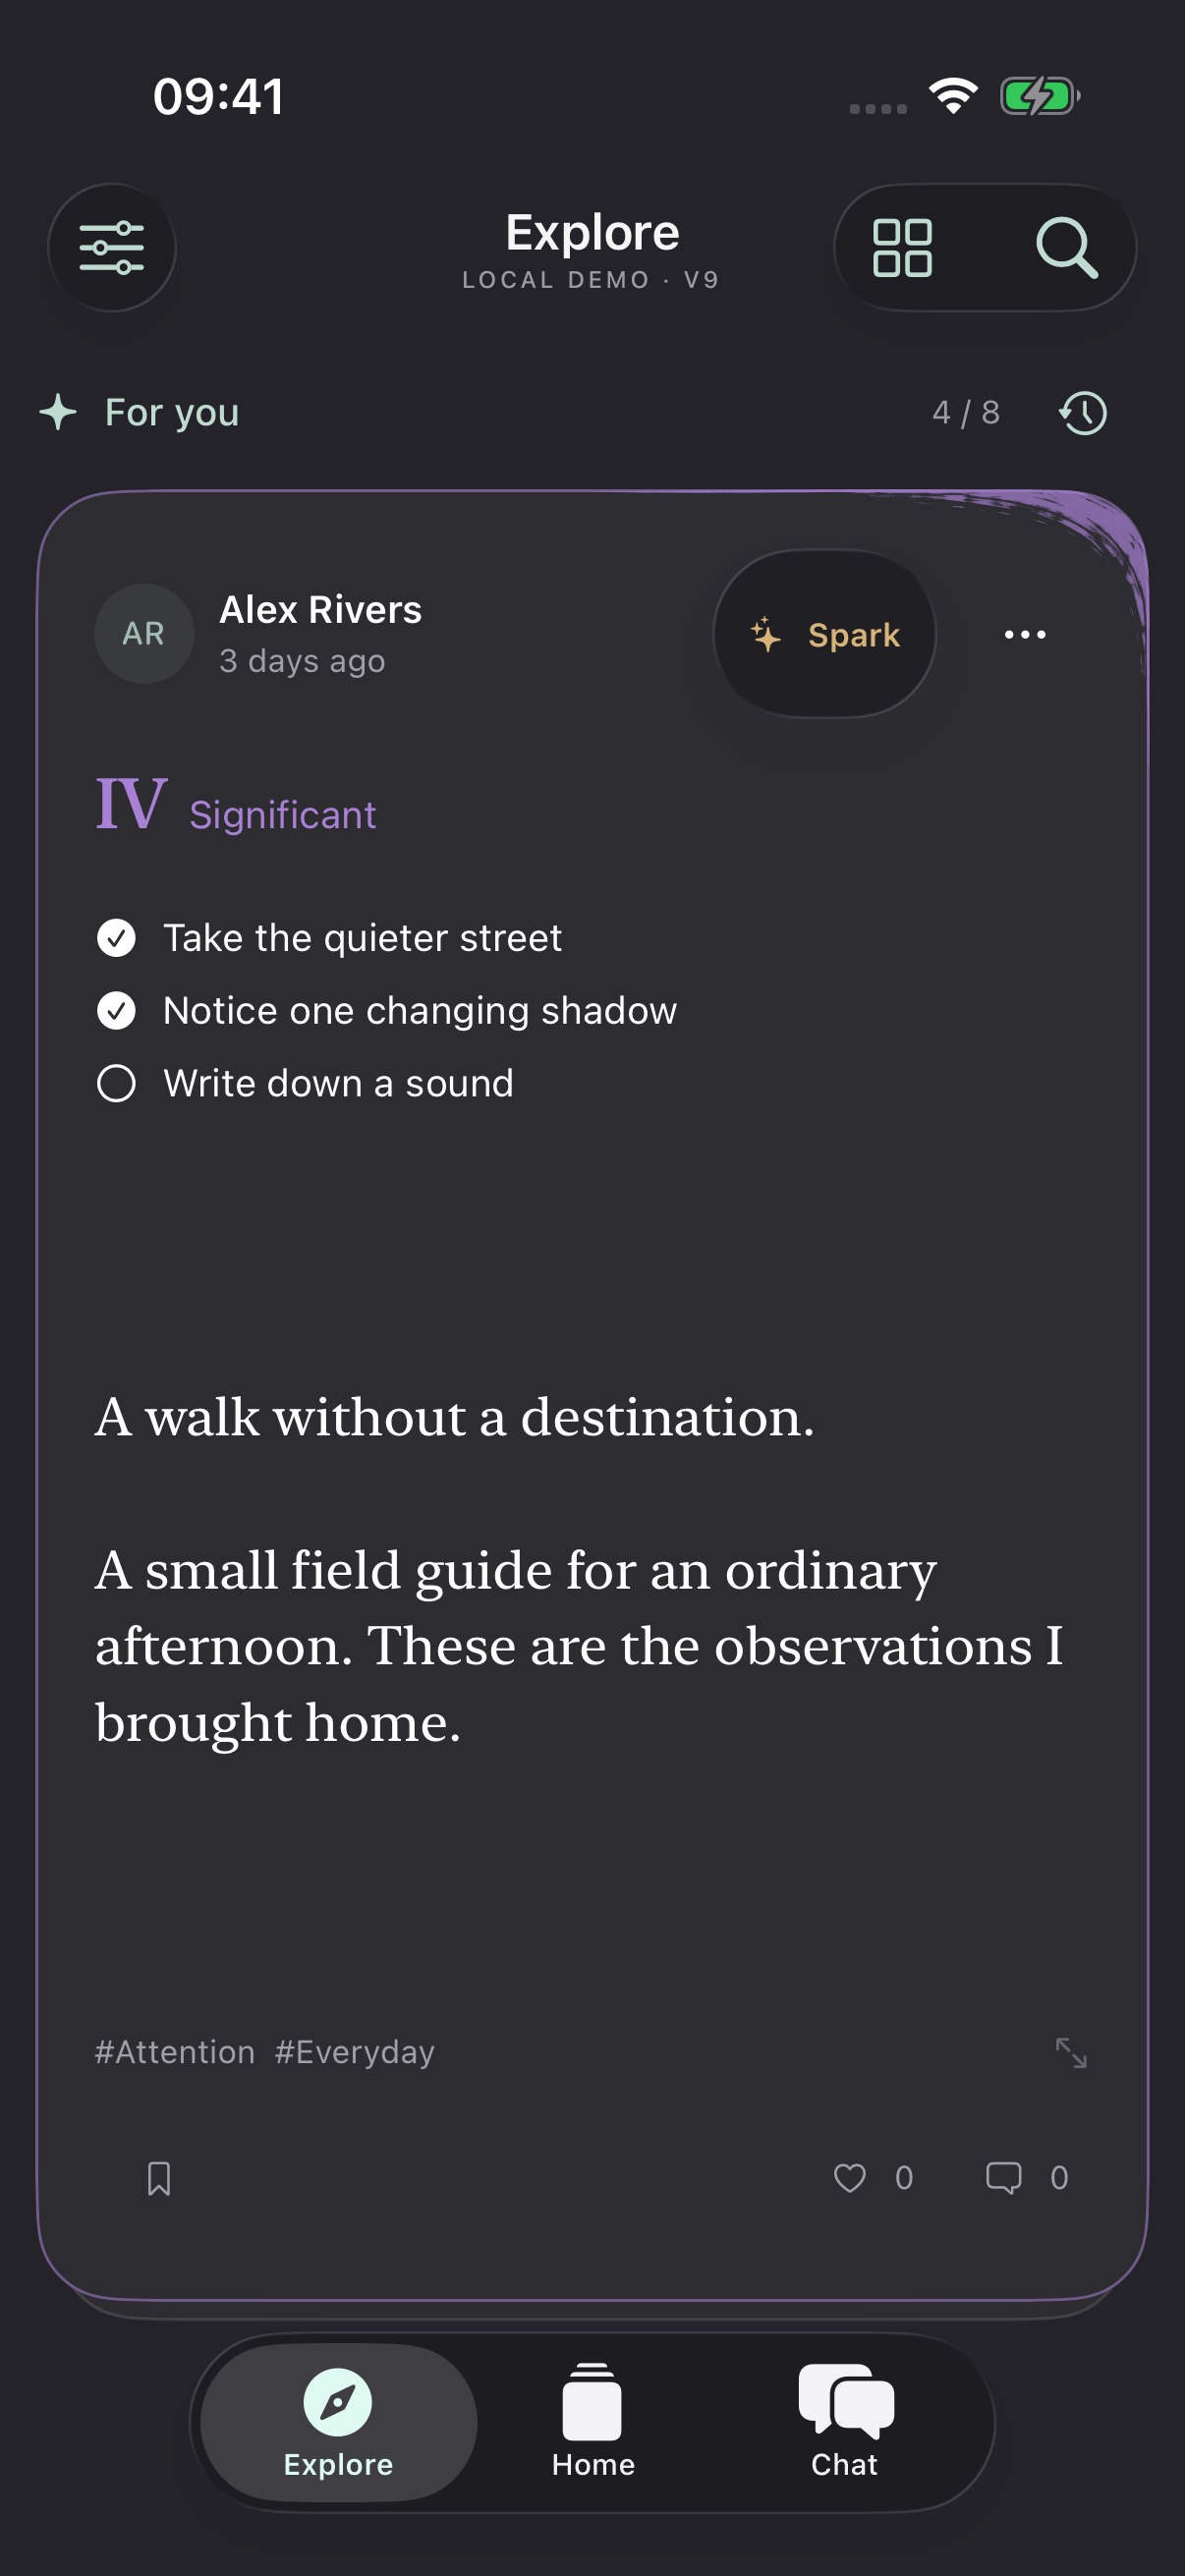 09:41
Explore
LOCAL DEMO · V9
For you
4 / 8
AR
Alex Rivers
3 days ago
Spark
IV Significant
Take the quieter street
Notice one changing shadow
Write down a sound
A walk without a destination.
A small field guide for an ordinary
afternoon. These are the observations I
brought home.
#Attention #Everyday
0
0
Explore
Home
Chat